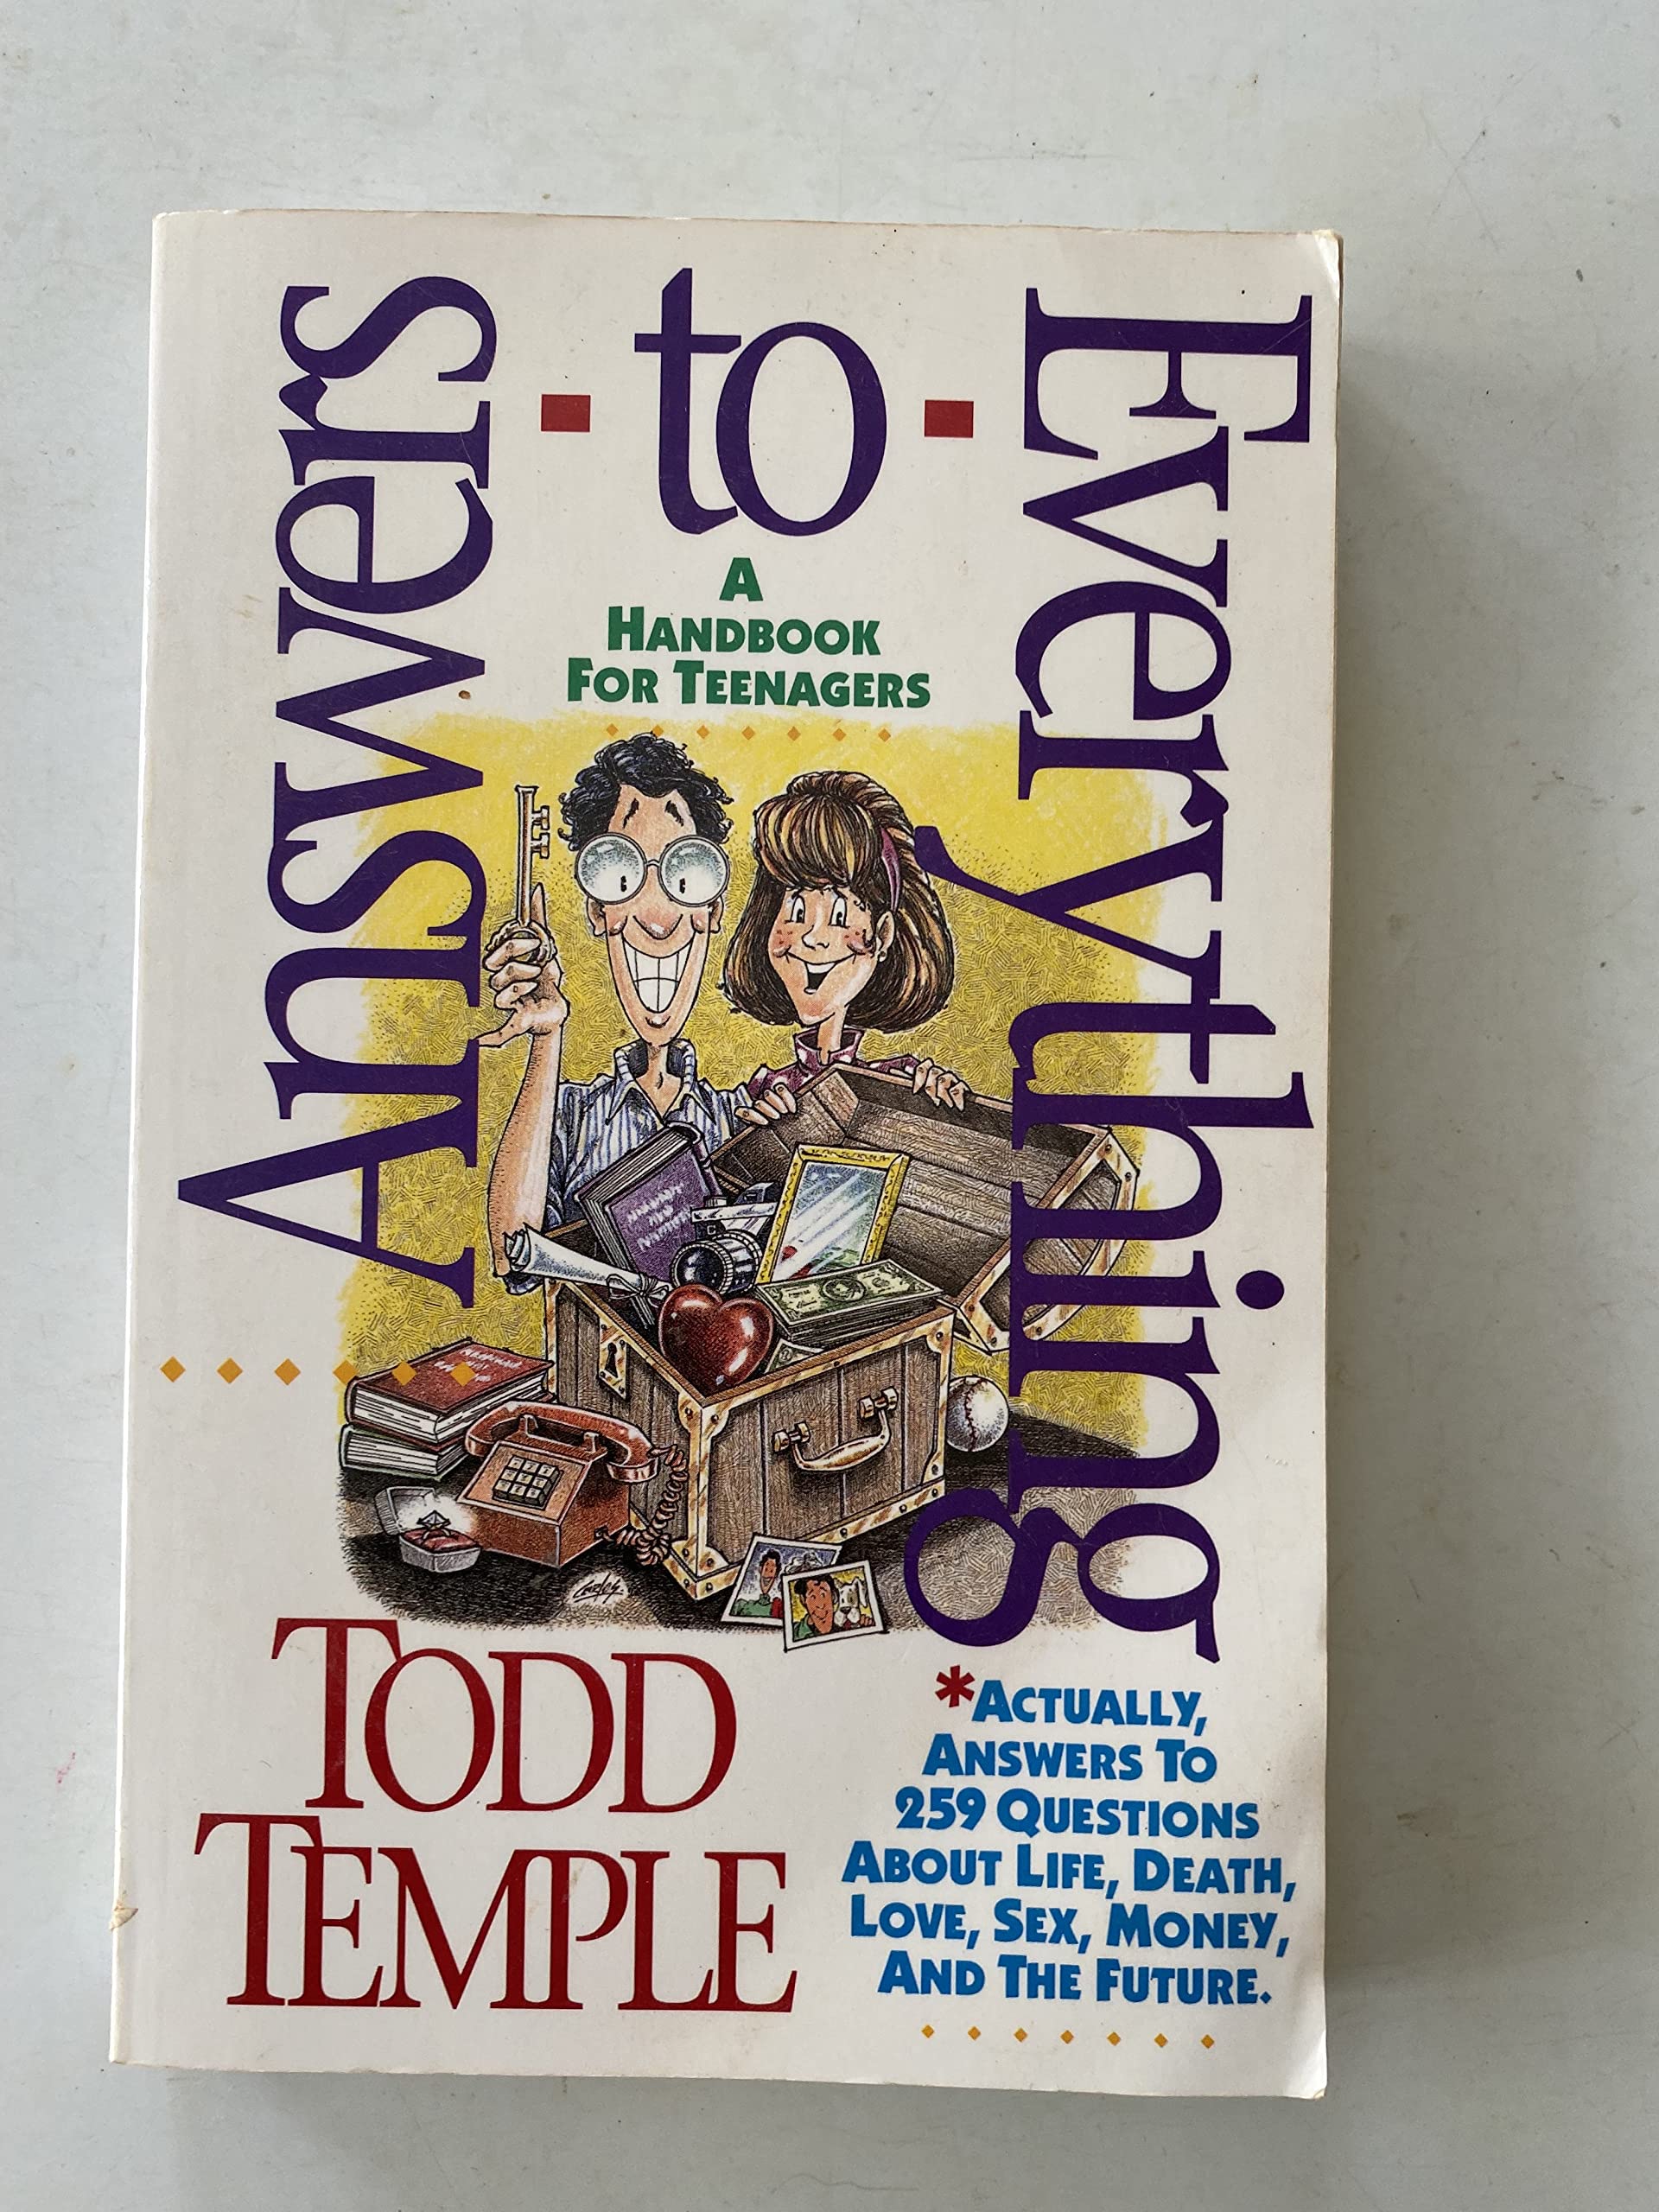 Answers
to
Everything
A
HANDBOOK
FOR TEENAGERS
Carlos.
TODD
TEMPLE
*ACTUALLY,
ANSWERS TO
259 QUESTIONS
ABOUT LIFE, DEATH,
LOVE, SEX, MONEY,
AND THE FUTURE.